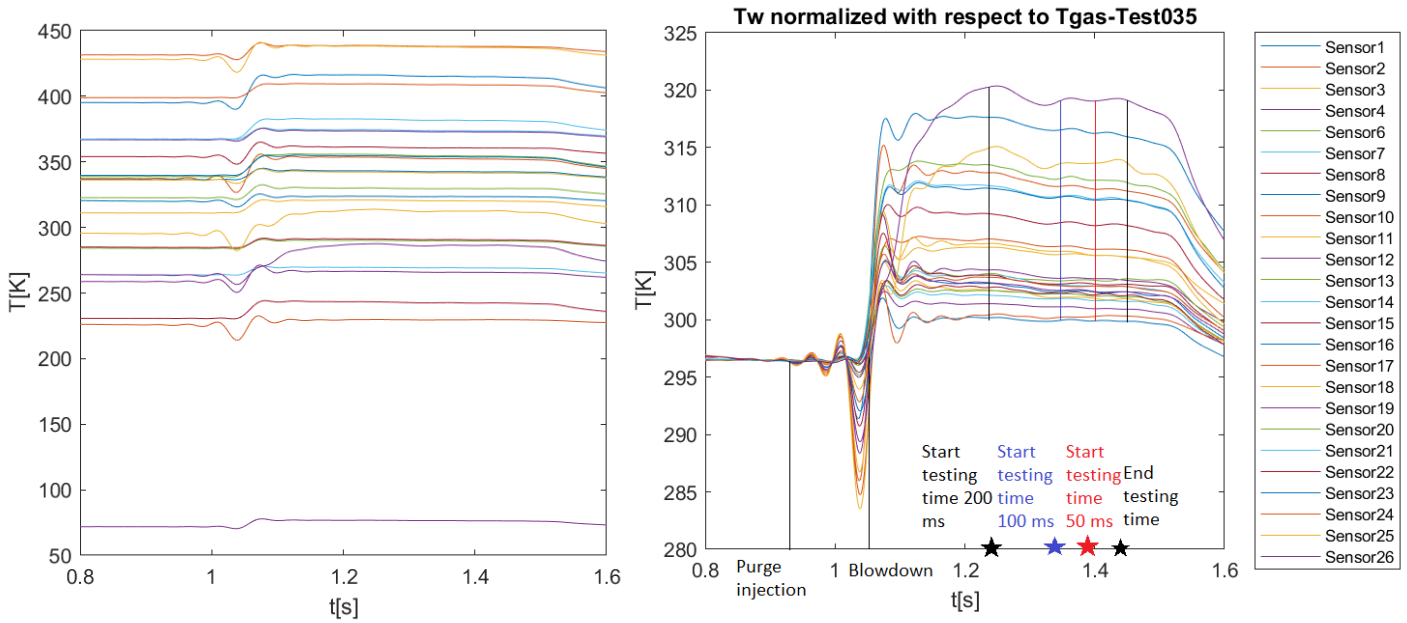 450
400
350
300
250
200
150
100
50
T[K]
0.8
1
1.2
1.4
1.6
t[s]
Tw normalized with respect to Tgas-Test035
325
320
315
310
305
300
295
290
285
280
T[K]
Start
testing
time 200
ms
Start
testing
time
100 ms
Start
testing
time
50 ms
End
testing
time
0.8
1
1.2
1.4
1.6
Purge
injection
Blowdown
t[s]
Sensor1
Sensor2
Sensor3
Sensor4
Sensor6
Sensor7
Sensor8
Sensor9
Sensor10
Sensor11
Sensor12
Sensor13
Sensor14
Sensor15
Sensor16
Sensor17
Sensor18
Sensor19
Sensor20
Sensor21
Sensor22
Sensor23
Sensor24
Sensor25
Sensor26